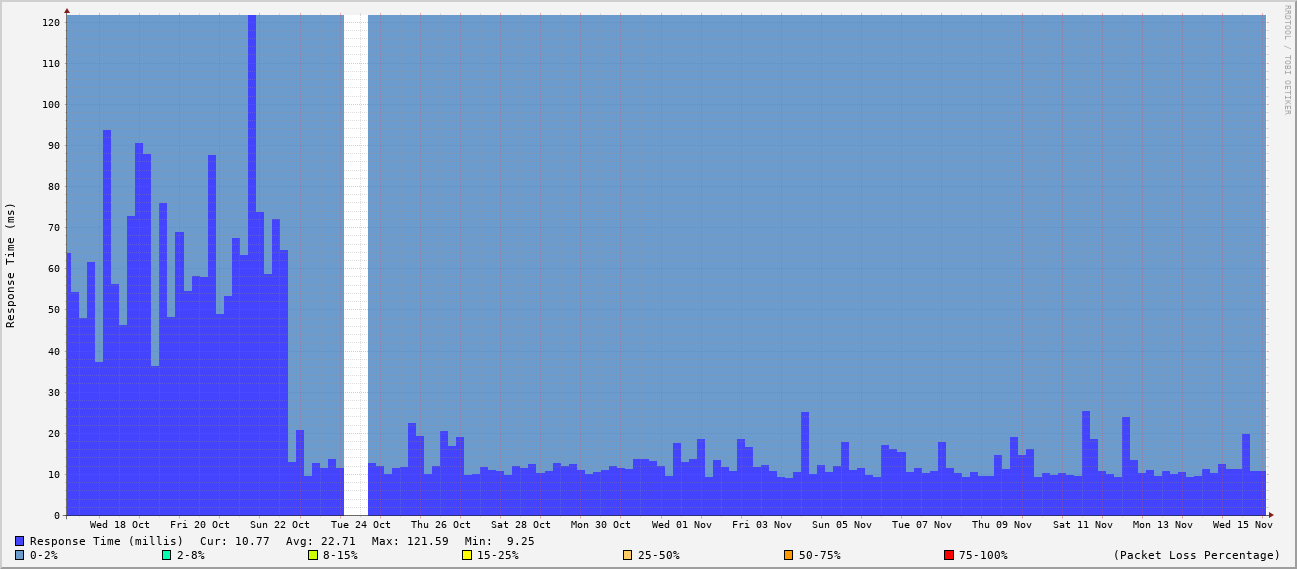 RRDTOOL / TOBI OETIKER
Response Time (ms)
120
110
100
90
80
70
60
50
40
30
20
10
0
Wed 18 Oct Fri 20 Oct Sun 22 Oct Tue 24 Oct Thu 26 Oct Sat 28 Oct Mon 30 Oct Wed 01 Nov Fri 03 Nov Sun 05 Nov Tue 07 Nov Thu 09 Nov Sat 11 Nov Mon 13 Nov Wed 15 Nov
Response Time (millis) Cur: 10.77 Avg: 22.71 Max: 121.59 Min: 9.25
0-2% 2-8% 8-15% 15-25% 25-50% 50-75% 75-100% (Packet Loss Percentage)